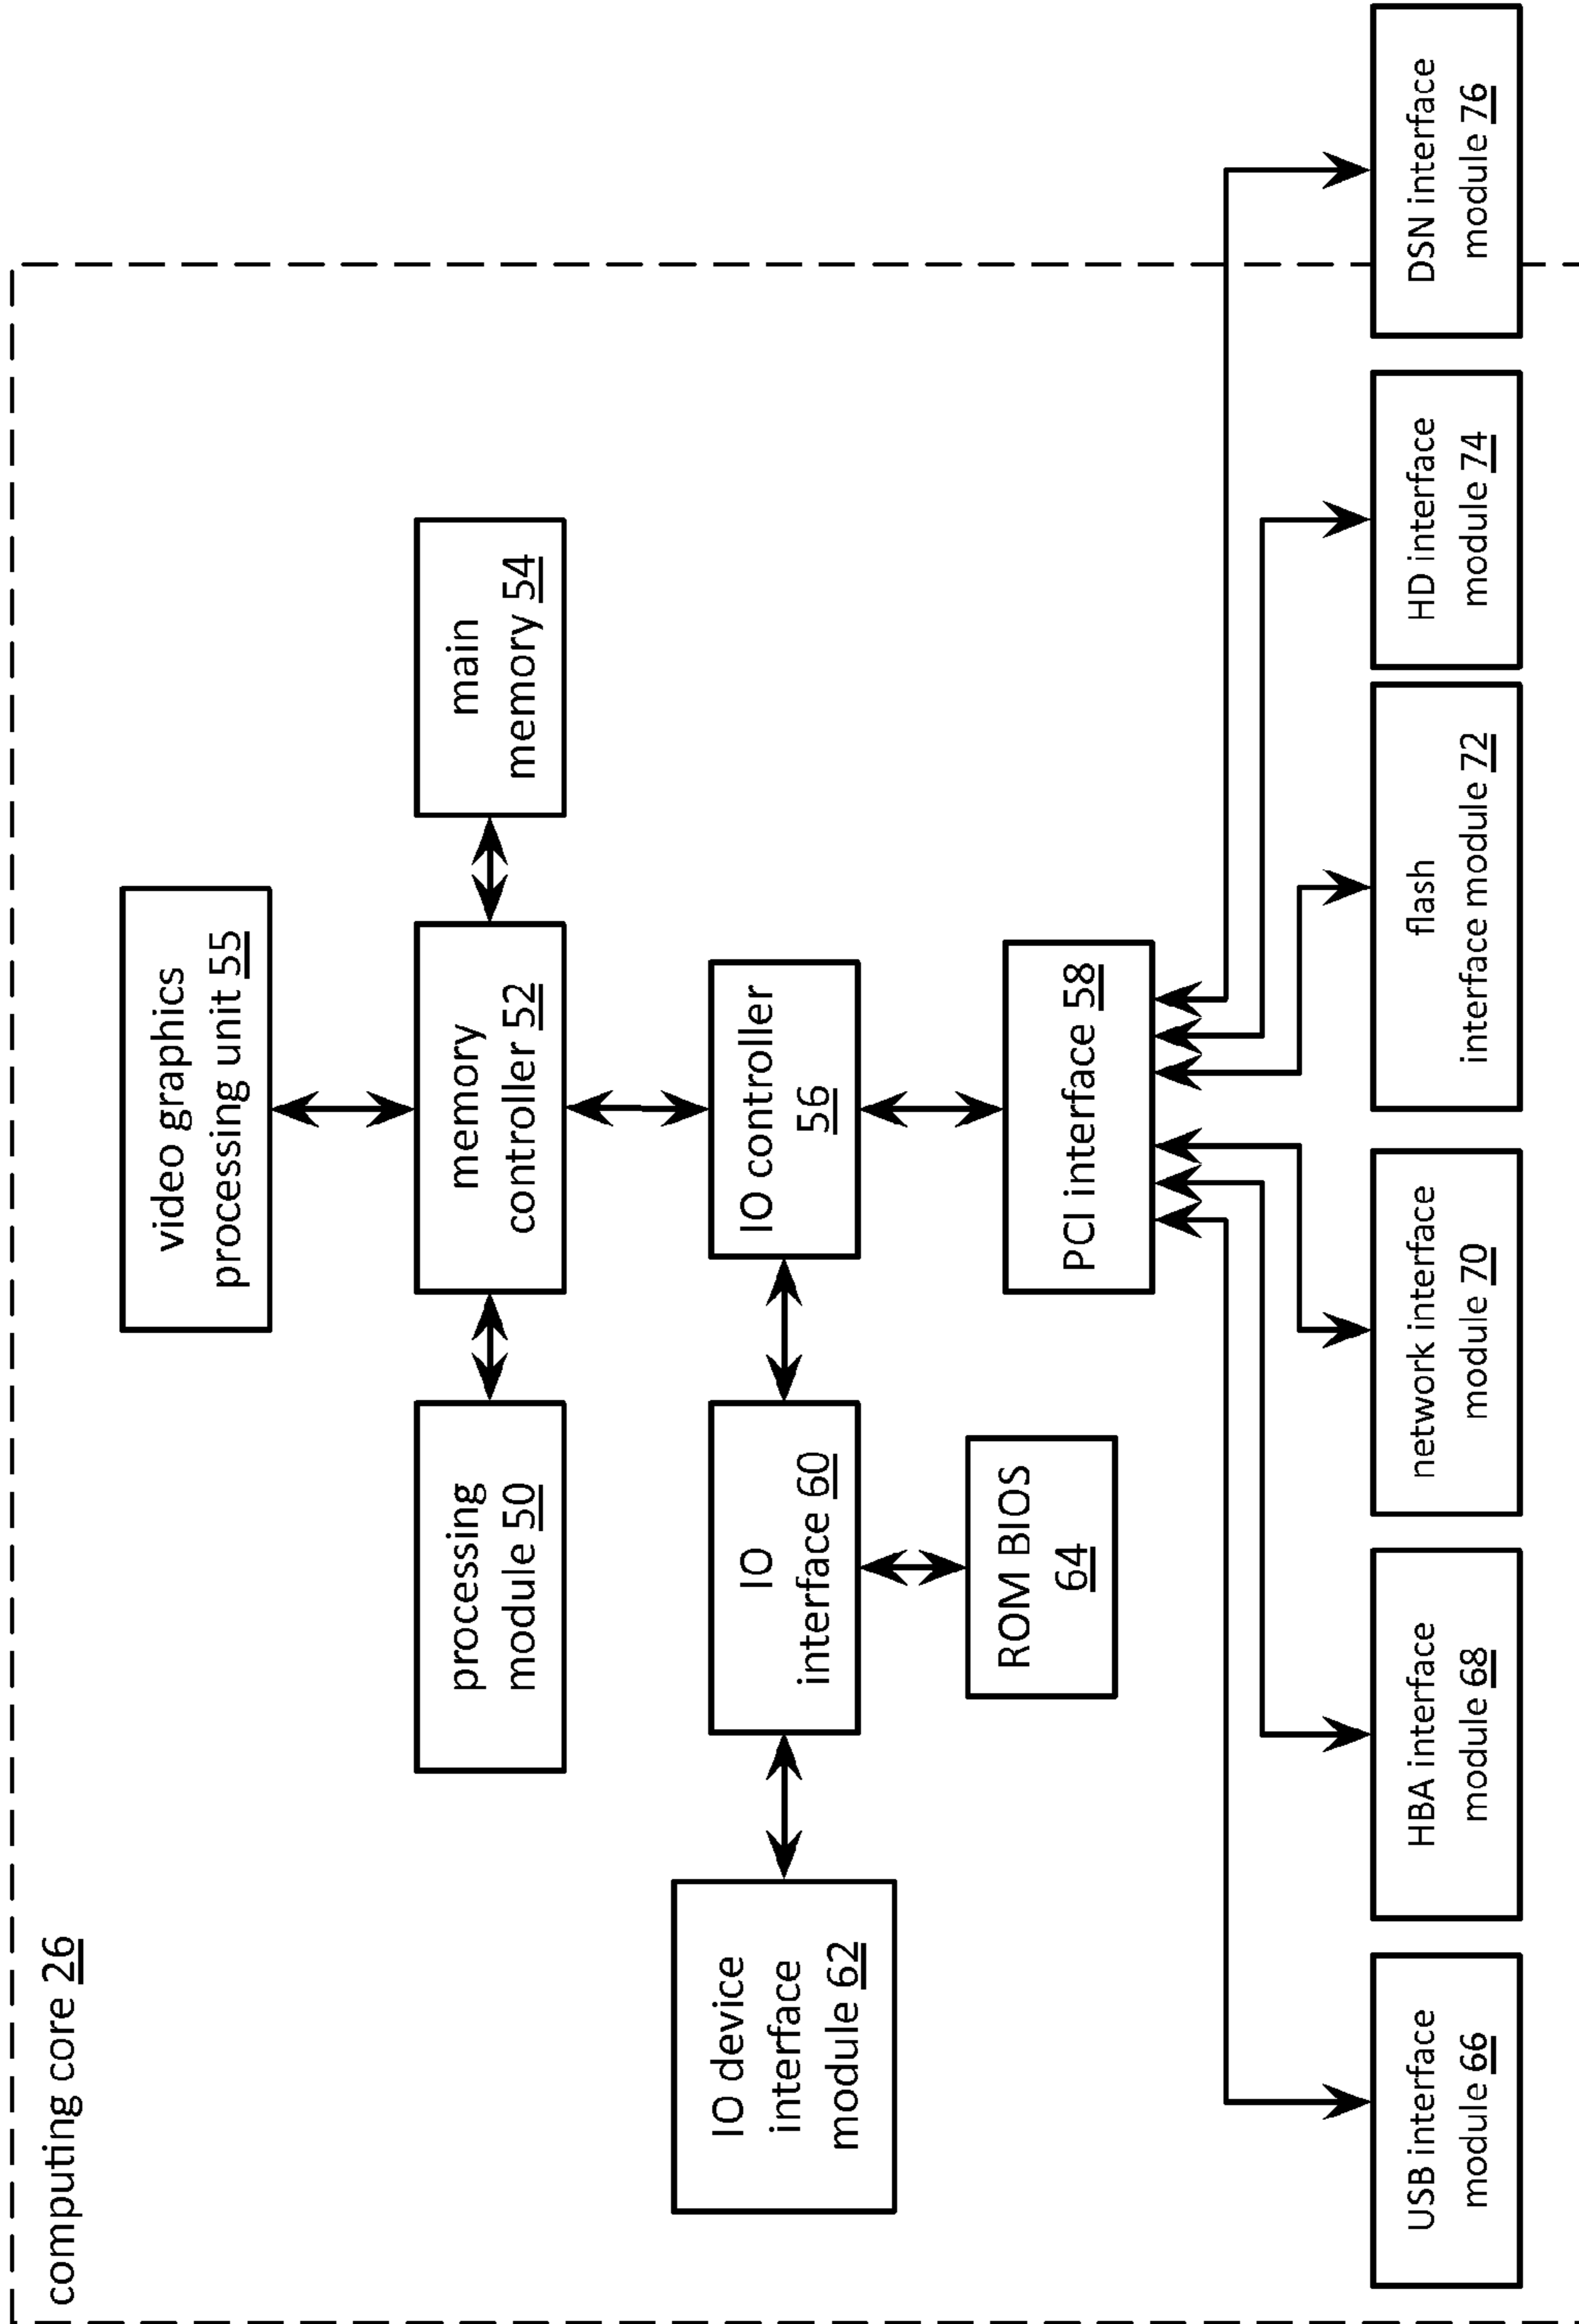 computing core 26
video graphics
processing unit 55
processing
module 50
memory
controller 52
main
memory 54
IO device
interface
module 62
IO
interface 60
IO controller
56
ROM BIOS
64
PCI interface 58
USB interface
module 66
HBA interface
module 68
network interface
module 70
flash
interface module 72
HD interface
module 74
DSN interface
module 76